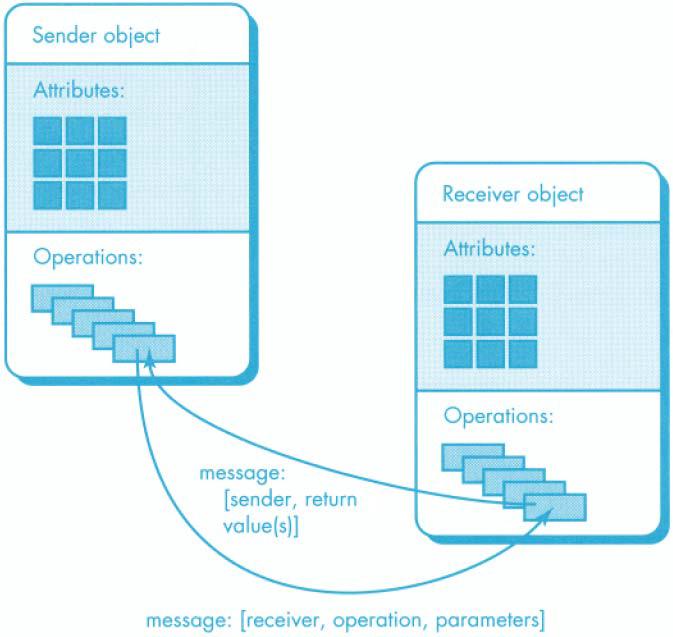 Sender object
Attributes:
Operations:
Receiver object
Attributes:
Operations:
message:
[sender, return
value(s)]
message: [receiver, operation, parameters]